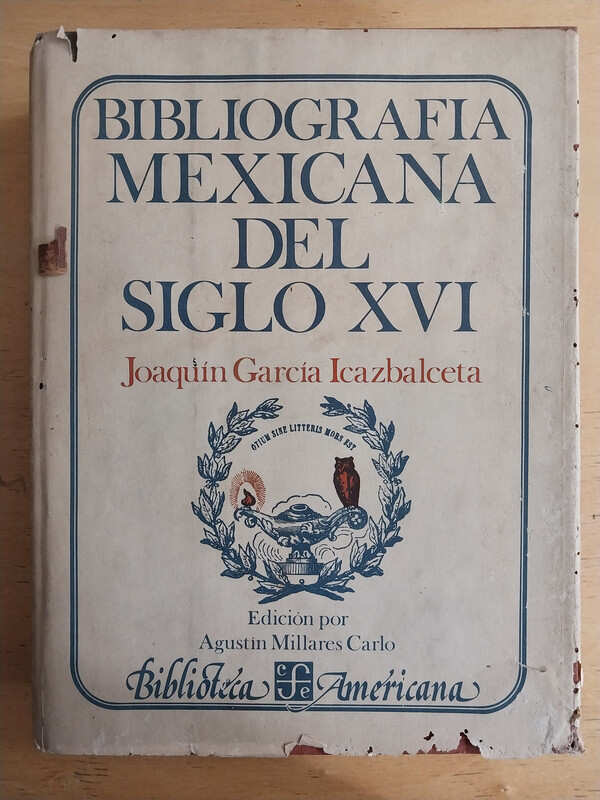 BIBLIOGRAFIA
MEXICANA
DEL
SIGLO XVI
Joaquín García Icazbalceta
OTIUM SINE LITTERIS MORS EST
Edición por
Agustín Millares Carlo
Biblioteca cfe Americana